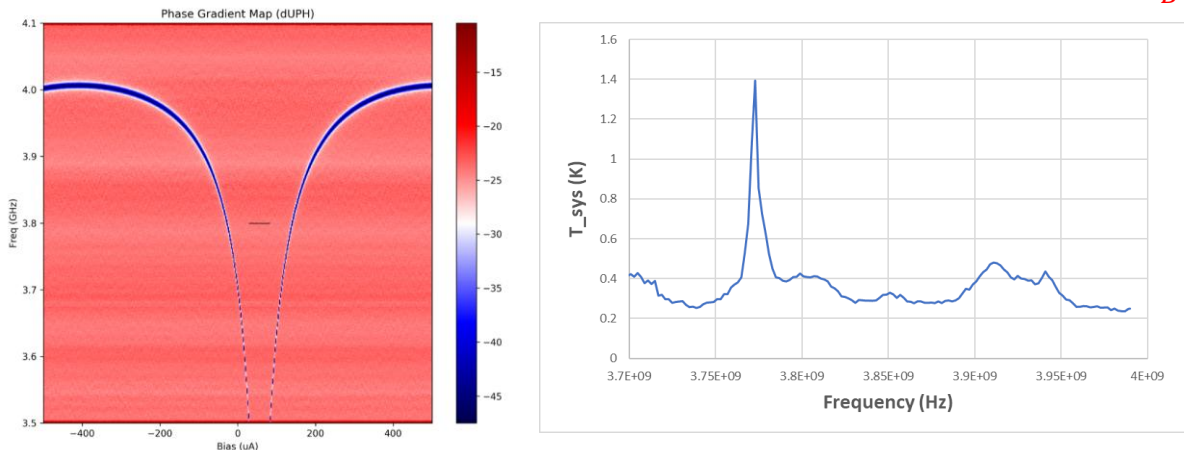 D
Phase Gradient Map (dUPH)
4.1
4.0
3.9
3.8
3.7
3.6
3.5
Freq (GHz)
−400
−200
0
200
400
Bias (uA)
−15
−20
−25
−30
−35
−40
−45
1.6
1.4
1.2
1
0.8
0.6
0.4
0.2
0
T_sys (K)
3.7E+09
3.75E+09
3.8E+09
3.85E+09
3.9E+09
3.95E+09
4E+09
Frequency (Hz)